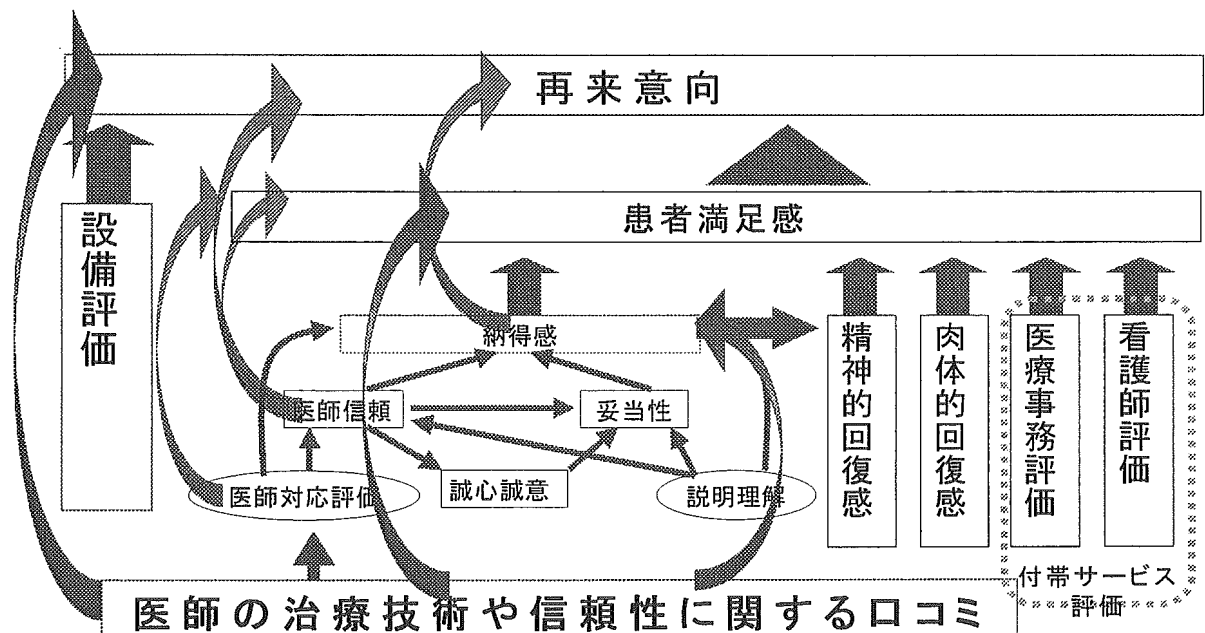 再来意向
患者満足感
設備評価
納得感
医師信頼
妥当性
誠心誠意
医師対応評価
説明理解
精神的回復感
肉体的回復感
医療事務評価
看護師評価
付帯サービス
評価
医師の治療技術や信頼性に関する口コミ